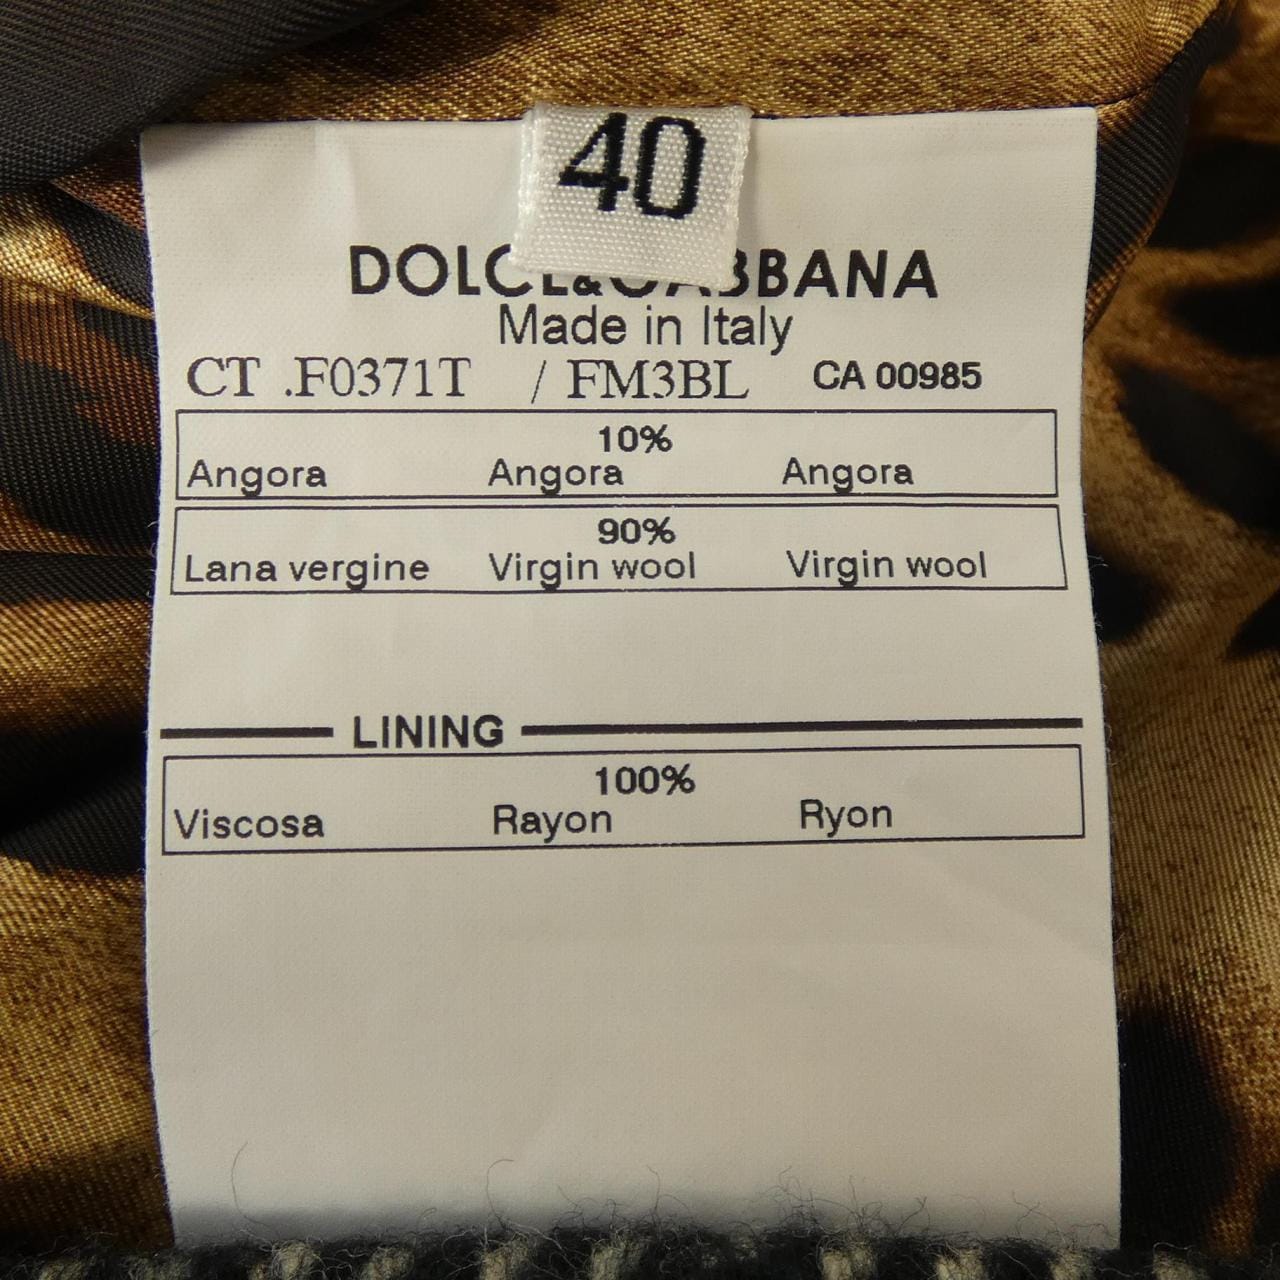 40
DOLCE&GABBANA
Made in Italy
CT .F0371T / FM3BL CA 00985
10%
Angora Angora Angora
90%
Lana vergine Virgin wool Virgin wool
LINING
100%
Viscosa Rayon Ryon